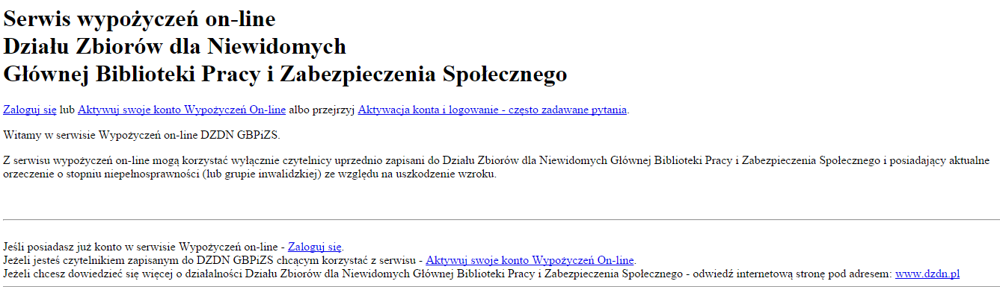 Serwis wypożyczeń on-line
Działu Zbiorów dla Niewidomych
Głównej Biblioteki Pracy i Zabezpieczenia Społecznego
Zaloguj się lub Aktywuj swoje konto Wypożyczeń On-line albo przejrzyj Aktywacja konta i logowanie - często zadawane pytania.
Witamy w serwisie Wypożyczeń on-line DZDN GBPiZS.
Z serwisu wypożyczeń on-line mogą korzystać wyłącznie czytelnicy uprzednio zapisani do Działu Zbiorów dla Niewidomych Głównej Biblioteki Pracy i Zabezpieczenia Społecznego i posiadający aktualne
orzeczenie o stopniu niepełnosprawności (lub grupie inwalidzkiej) ze względu na uszkodzenie wzroku.
Jeśli posiadasz już konto w serwisie Wypożyczeń on-line - Zaloguj się.
Jeżeli jesteś czytelnikiem zapisanym do DZDN GBPiZS chcącym korzystać z serwisu - Aktywuj swoje konto Wypożyczeń On-line.
Jeżeli chcesz dowiedzieć się więcej o działalności Działu Zbiorów dla Niewidomych Głównej Biblioteki Pracy i Zabezpieczenia Społecznego - odwiedź internetową stronę pod adresem: www.dzdn.pl